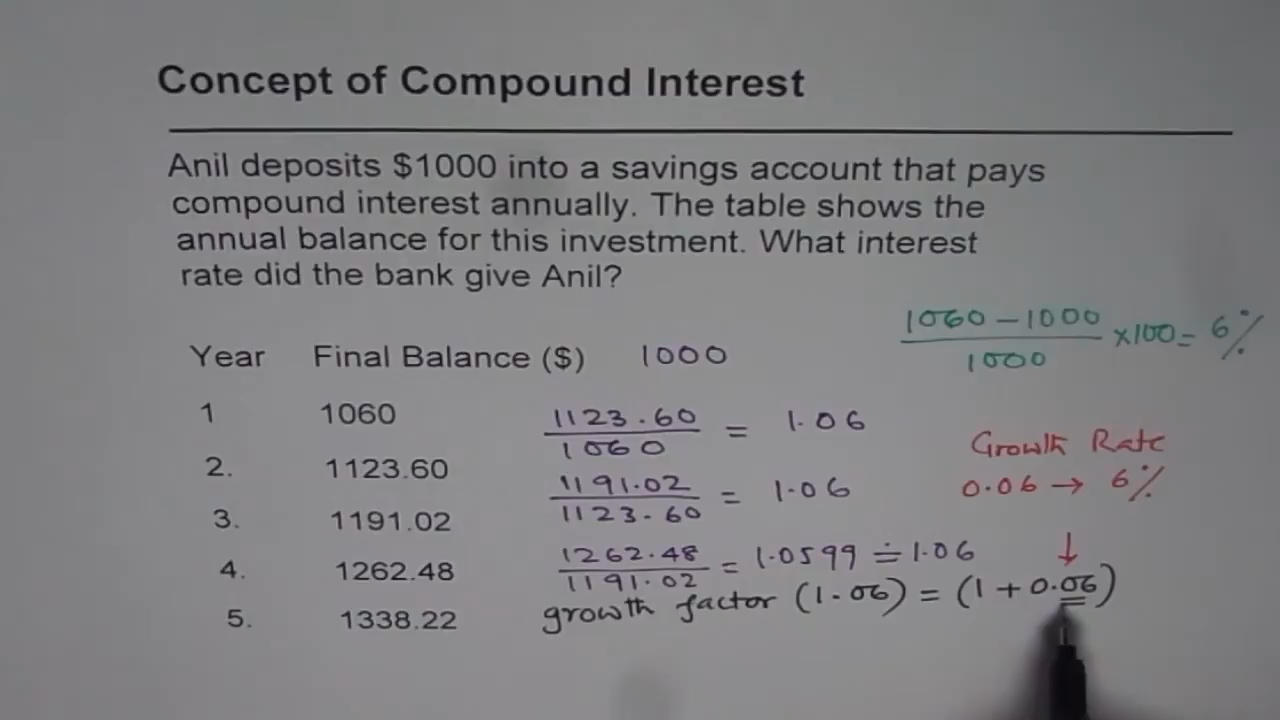 Concept of Compound Interest
Anil deposits $1000 into a savings account that pays
compound interest annually. The table shows the
annual balance for this investment. What interest
rate did the bank give Anil?
1060 - 1000 / 1000 × 100 = 6%
Year Final Balance ($) 1000
1 1060 1123.60 / 1060 = 1.06
Growth Rate
2. 1123.60
0.06 → 6%
1191.02 / 1123.60 = 1.06
3. 1191.02
4. 1262.48 1262.48 / 1191.02 = 1.0599 ≐ 1.06
↓
growth factor (1.06) = (1 + 0.06)
5. 1338.22